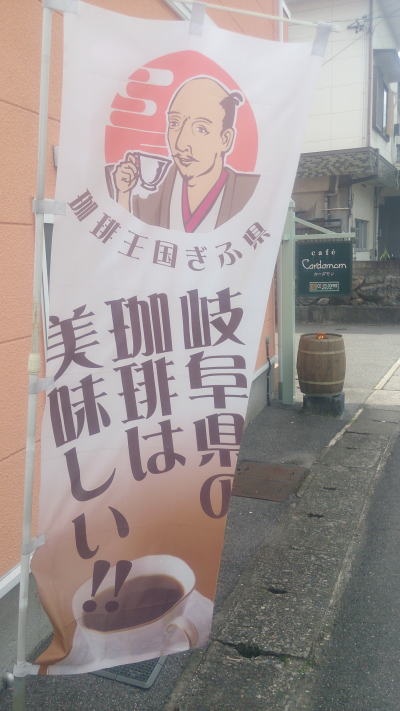 珈琲王国ぎふ県
岐阜県の
珈琲は
美味しい!!
café
Cardamom
カーダモン